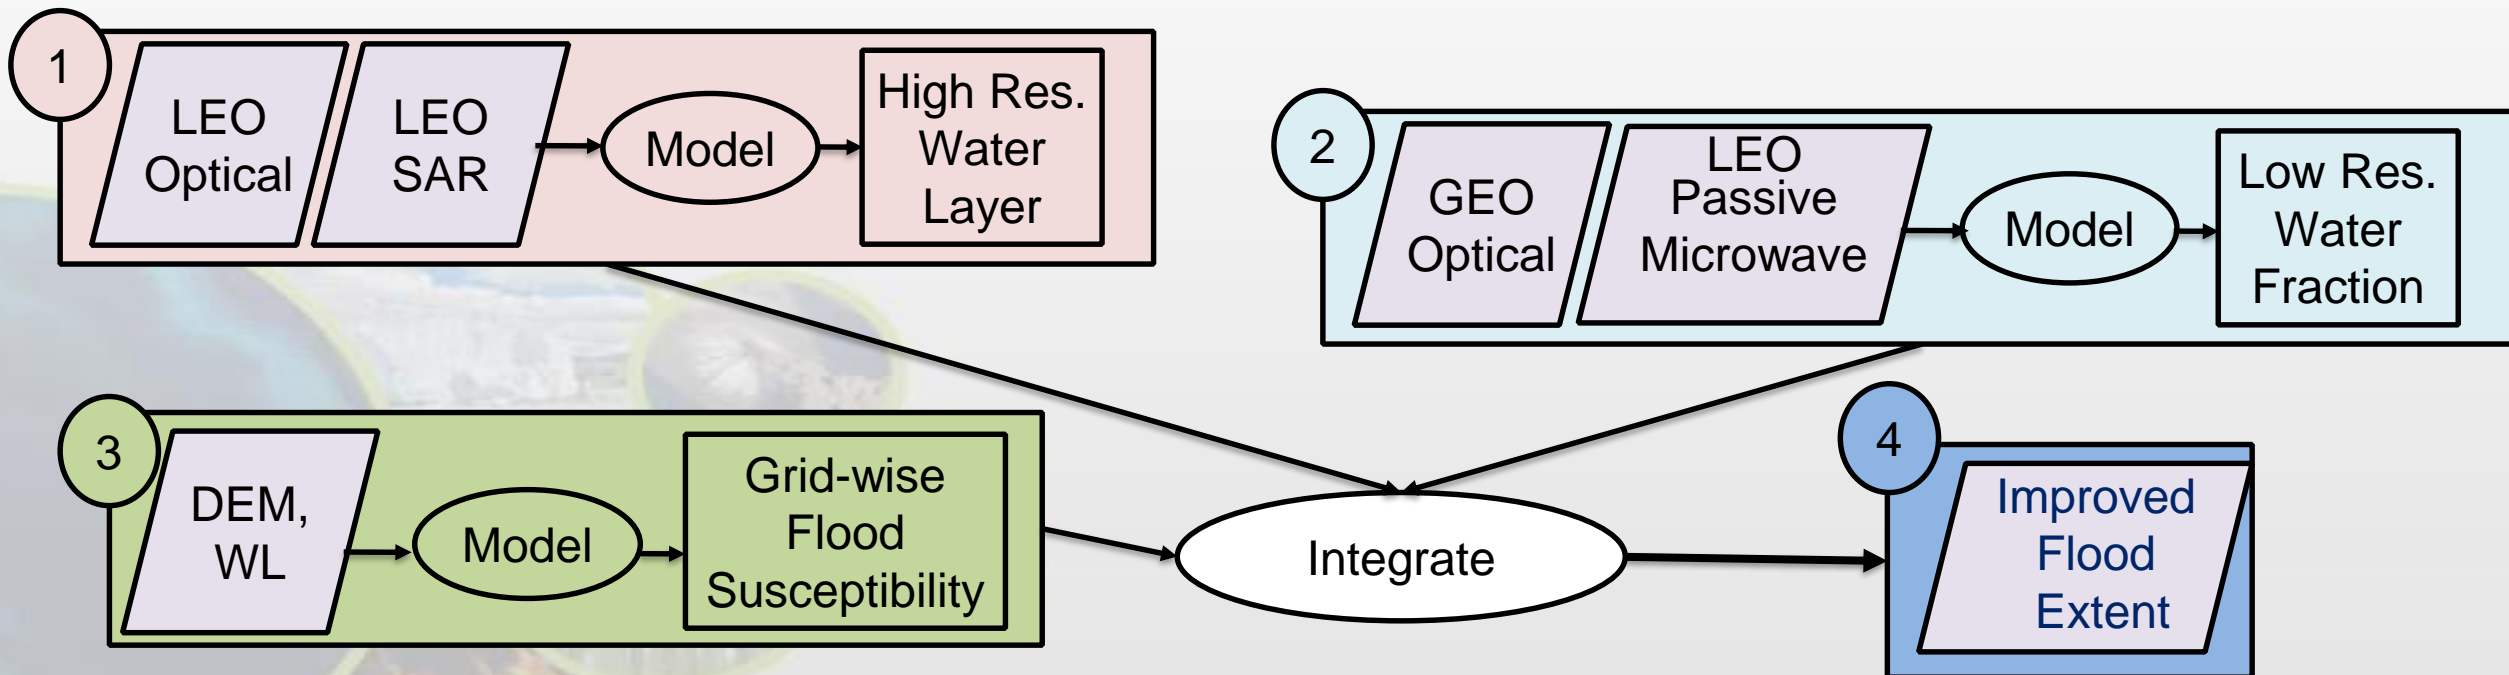 1
LEO
Optical
LEO
SAR
Model
High Res.
Water
Layer
2
GEO
Optical
LEO
Passive
Microwave
Model
Low Res.
Water
Fraction
3
DEM,
WL
Model
Grid-wise
Flood
Susceptibility
Integrate
4
Improved
Flood
Extent